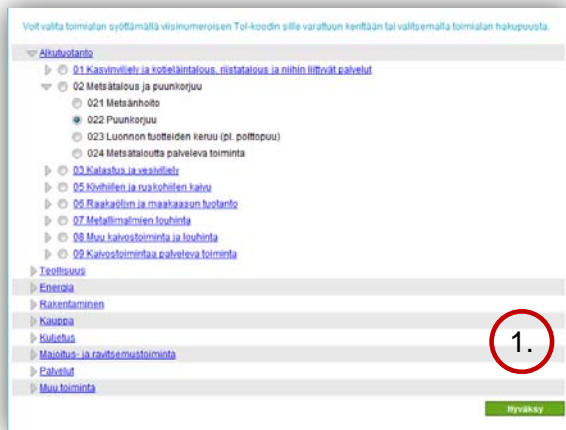 Voit valita toimialan syöttämällä viisinumeroisen Tol-koodin sille varattuun kenttään tai valitsemalla toimialan hakupuusta.
Alkutuotanto
01 Kasvinviljely ja kotieläintalous, riistatalous ja niihin liittyvät palvelut
02 Metsätalous ja puunkorjuu
021 Metsänhoito
022 Puunkorjuu
023 Luonnon tuotteiden keruu (pl. polttopuu)
024 Metsätaloutta palveleva toiminta
03 Kalastus ja vesiviljely
05 Kivihiilen ja ruskohiilen kaivu
06 Raakaöljyn ja maakaasun tuotanto
07 Metallimalmien louhinta
08 Muu kaivostoiminta ja louhinta
09 Kaivostoimintaa palveleva toiminta
Teollisuus
Energia
Rakentaminen
Kauppa
Kuljetus
Majoitus- ja ravitsemustoiminta
Palvelut
Muu toiminta
1.
Hyväksy